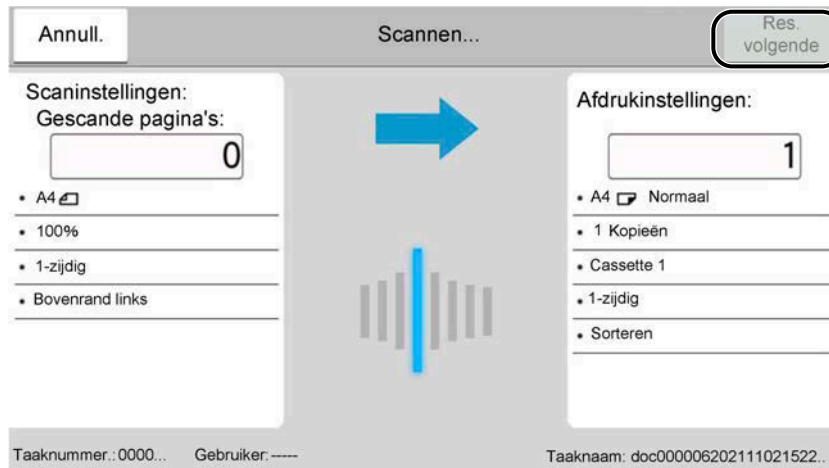 Annull.
Scannen...
Res.
volgende
Scaninstellingen:
Gescande pagina's:
0
• A4
• 100%
• 1-zijdig
• Bovenrand links
Afdrukinstellingen:
1
• A4 Normaal
• 1 Kopieën
• Cassette 1
• 1-zijdig
• Sorteren
Taaknummer.:0000... Gebruiker:-----
Taaknaam: doc000006202111021522..